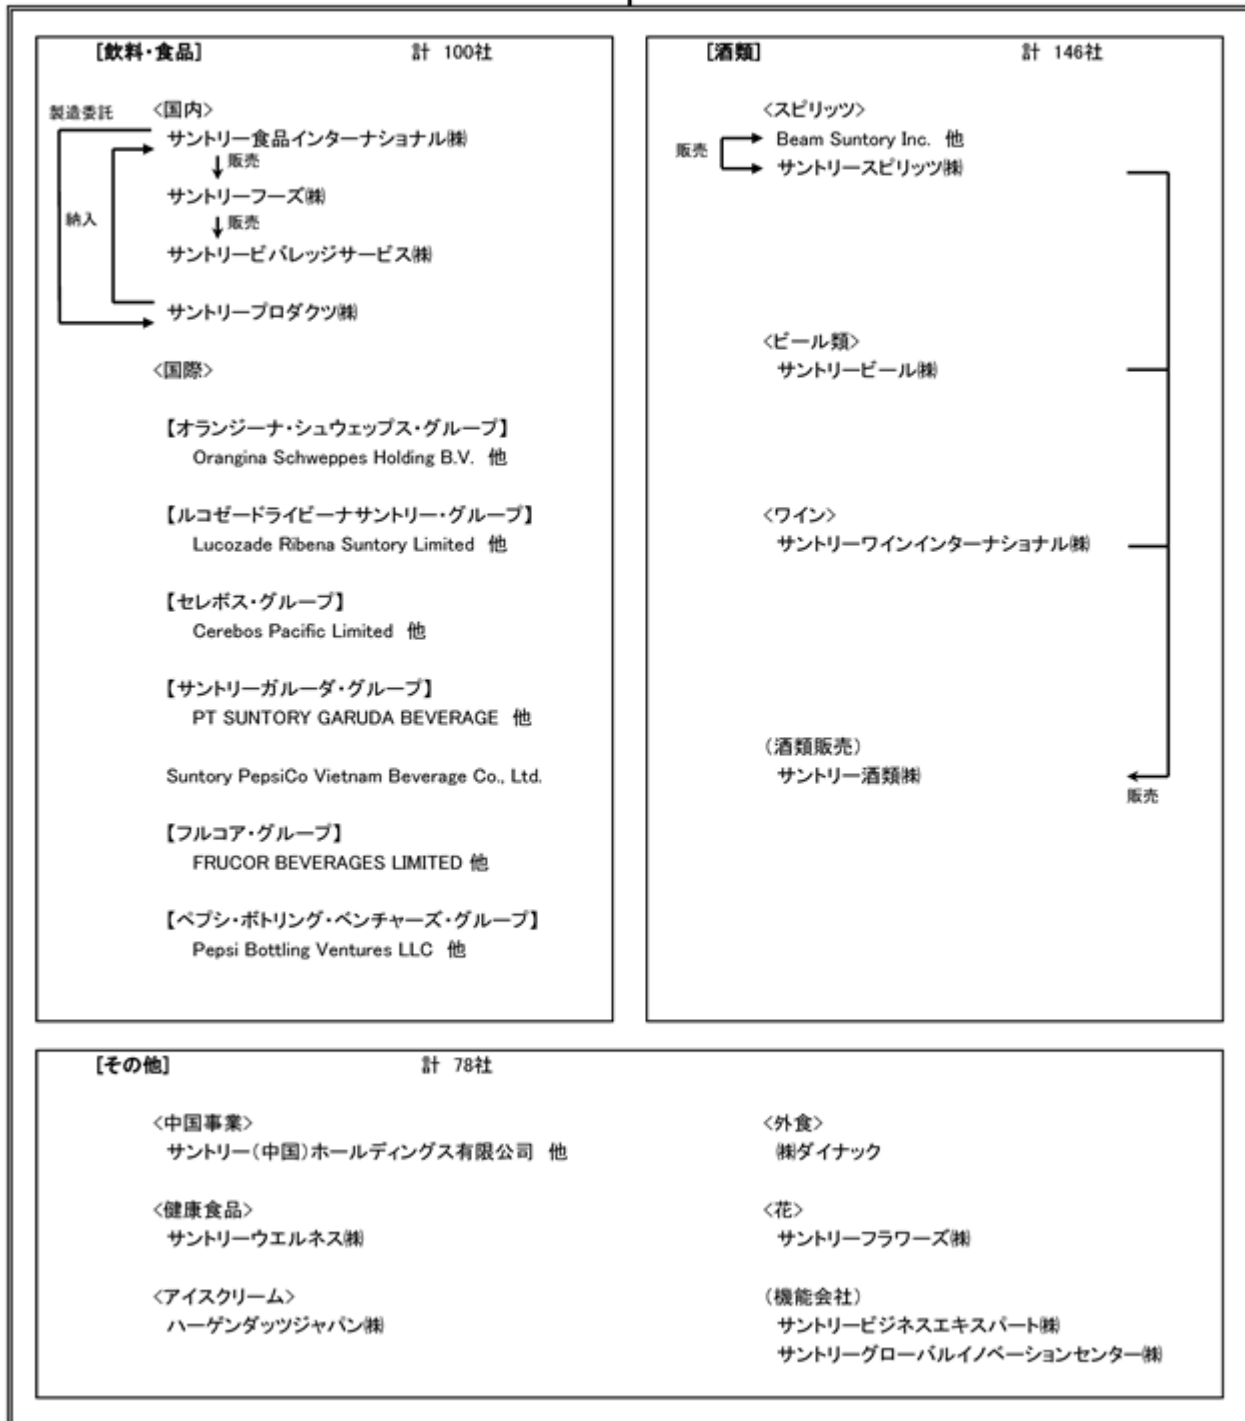 [飲料・食品] 計 100社
製造委託
<国内>
サントリー食品インターナショナル㈱
販売
サントリーフーズ㈱
納入
販売
サントリービバレッジサービス㈱
サントリープロダクツ㈱
<国際>
【オランジーナ・シュウェップス・グループ】
Orangina Schweppes Holding B.V. 他
【ルコゼードライビーナサントリー・グループ】
Lucozade Ribena Suntory Limited 他
【セレボス・グループ】
Cerebos Pacific Limited 他
【サントリーガルーダ・グループ】
PT SUNTORY GARUDA BEVERAGE 他
Suntory PepsiCo Vietnam Beverage Co., Ltd.
【フルコア・グループ】
FRUCOR BEVERAGES LIMITED 他
【ペプシ・ボトリング・ベンチャーズ・グループ】
Pepsi Bottling Ventures LLC 他
[酒類] 計 146社
<スピリッツ>
販売
Beam Suntory Inc. 他
サントリースピリッツ㈱
<ビール類>
サントリービール㈱
<ワイン>
サントリーワインインターナショナル㈱
(酒類販売)
サントリー酒類㈱
販売
[その他] 計 78社
<中国事業>
サントリー(中国)ホールディングス有限公司 他
<健康食品>
サントリーウエルネス㈱
<アイスクリーム>
ハーゲンダッツジャパン㈱
<外食>
㈱ダイナック
<花>
サントリーフラワーズ㈱
(機能会社)
サントリービジネスエキスパート㈱
サントリーグローバルイノベーションセンター㈱